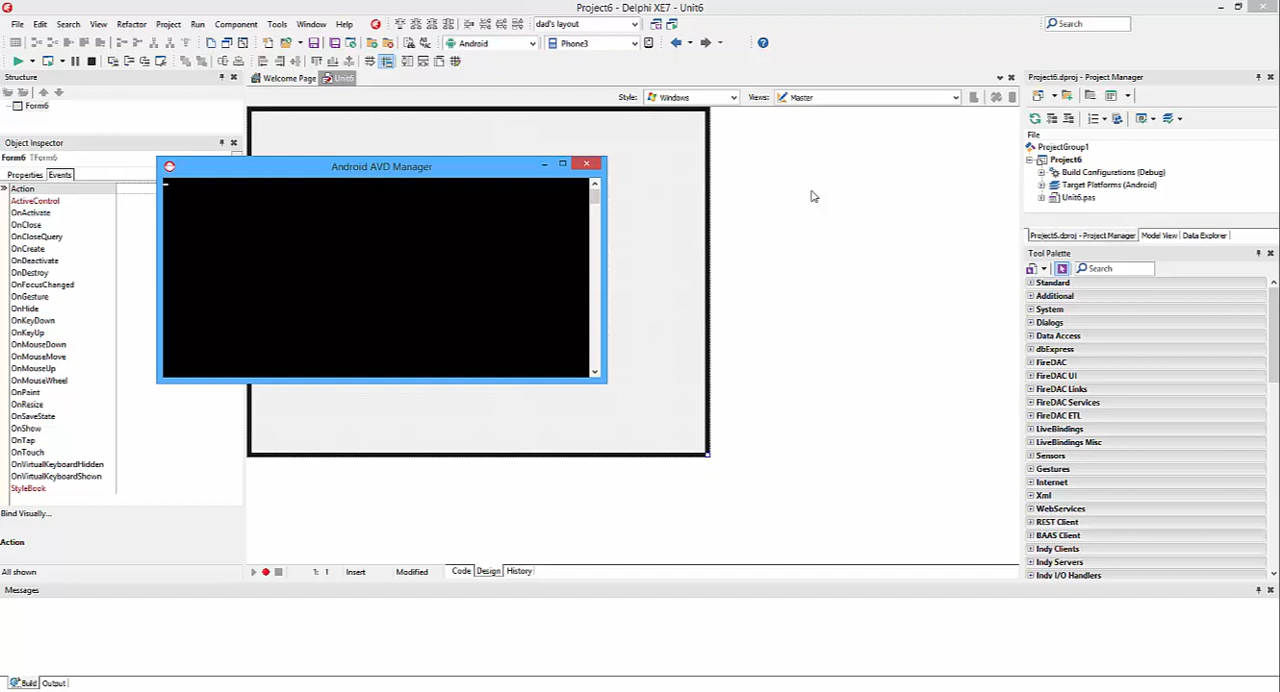 Project6 - Delphi XE7 - Unit6
File Edit Search View Refactor Project Run Component Tools Window Help
dad's layout
Search
Android
Phone3
Structure
Welcome Page
Unit6
Project6.dproj - Project Manager
Form6
Style:
Windows
Views:
Master
Object Inspector
Form6 TForm6
Properties Events
Action
ActiveControl
OnActivate
OnClose
OnCloseQuery
OnCreate
OnDeactivate
OnDestroy
OnFocusChanged
OnGesture
OnHide
OnKeyDown
OnKeyUp
OnMouseDown
OnMouseMove
OnMouseUp
OnMouseWheel
OnPaint
OnResize
OnSaveState
OnShow
OnTap
OnTouch
OnVirtualKeyboardHidden
OnVirtualKeyboardShown
StyleBook
Bind Visually...
Action
All shown
Android AVD Manager
1: 1
Insert
Modified
Code Design History
File
ProjectGroup1
Project6
Build Configurations (Debug)
Target Platforms (Android)
Unit6.pas
Project6.dproj - Project Manager Model View Data Explorer
Tool Palette
Search
Standard
Additional
System
Dialogs
Data Access
dbExpress
FireDAC
FireDAC UI
FireDAC Links
FireDAC Services
FireDAC ETL
LiveBindings
LiveBindings Misc
Sensors
Gestures
Internet
Xml
WebServices
REST Client
BAAS Client
Indy Clients
Indy Servers
Indy I/O Handlers
Messages
Build Output